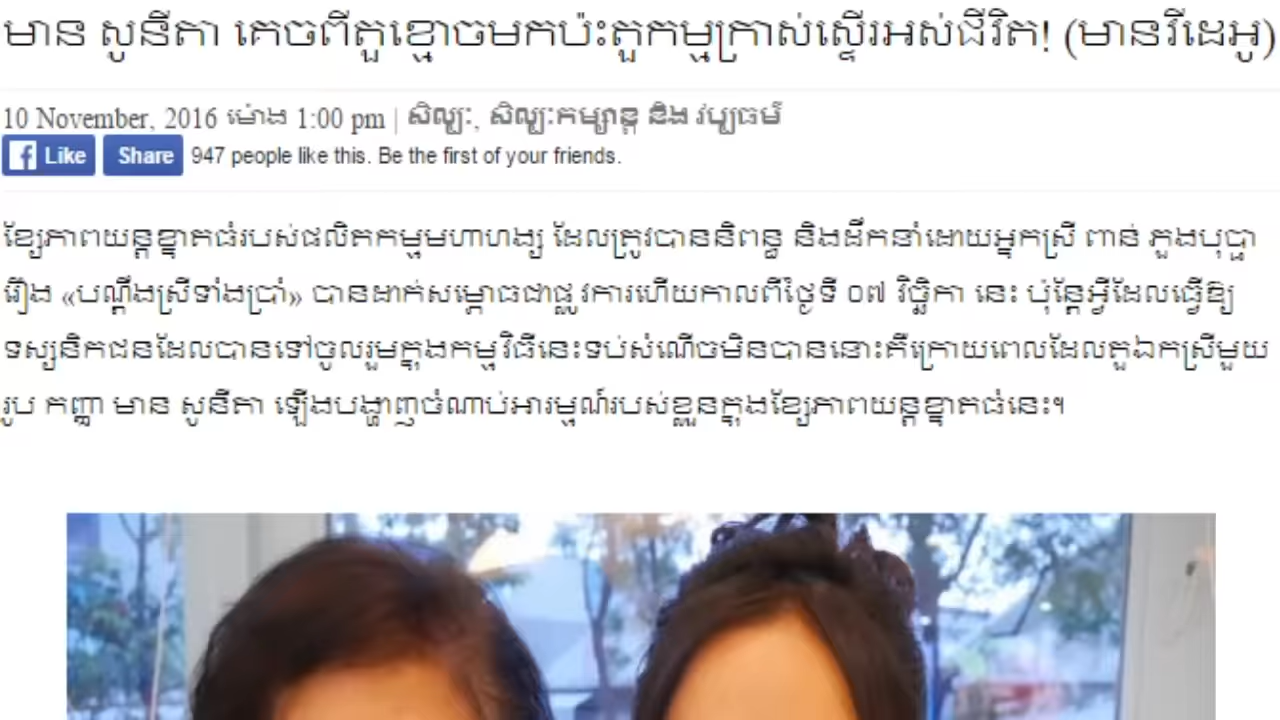 មាន សូនីតា គេចពីតួខ្មោចមកប៉ះតួកម្មក្រាស់ស្ទើរអស់ជីវិត! (មានវីដេអូ)
10 November, 2016 ម៉ោង 1:00 pm | សិល្បៈ, សិល្បៈកម្សាន្ត និង វប្បធម៌
Like Share 947 people like this. Be the first of your friends.
ខ្សែភាពយន្តខ្នាតធំរបស់ផលិតកម្មមហាហង្ស ដែលត្រូវបាននិពន្ធ និងដឹកនាំដោយអ្នកស្រី ពាន់ ភួងបុប្ផា
រឿង «បណ្ដឹងស្រីទាំងប្រាំ» បានដាក់សម្ភោធជាផ្លូវការហើយកាលពីថ្ងៃទី ០៧ វិច្ឆិកា នេះ ប៉ុន្តែអ្វីដែលធ្វើឱ្យ
ទស្សនិកជនដែលបានទៅចូលរួមក្នុងកម្មវិធីនេះទប់សំណើចមិនបាននោះគឺក្រោយពេលដែលតួឯកស្រីមួយ
រូប កញ្ញា មាន សូនីតា ឡើងបង្ហាញចំណាប់អារម្មណ៍របស់ខ្លួនក្នុងខ្សែភាពយន្តខ្នាតធំនេះ។